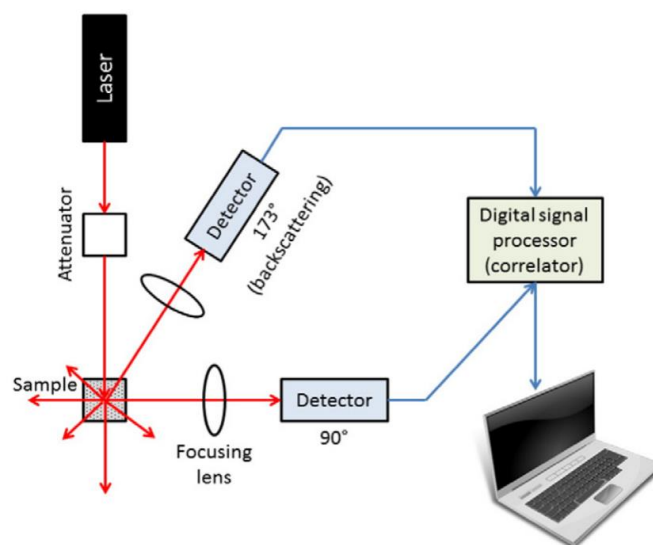 Laser
Attenuator
Detector
173°
(backscattering)
Digital signal
processor
(correlator)
Sample
Focusing
lens
Detector
90°